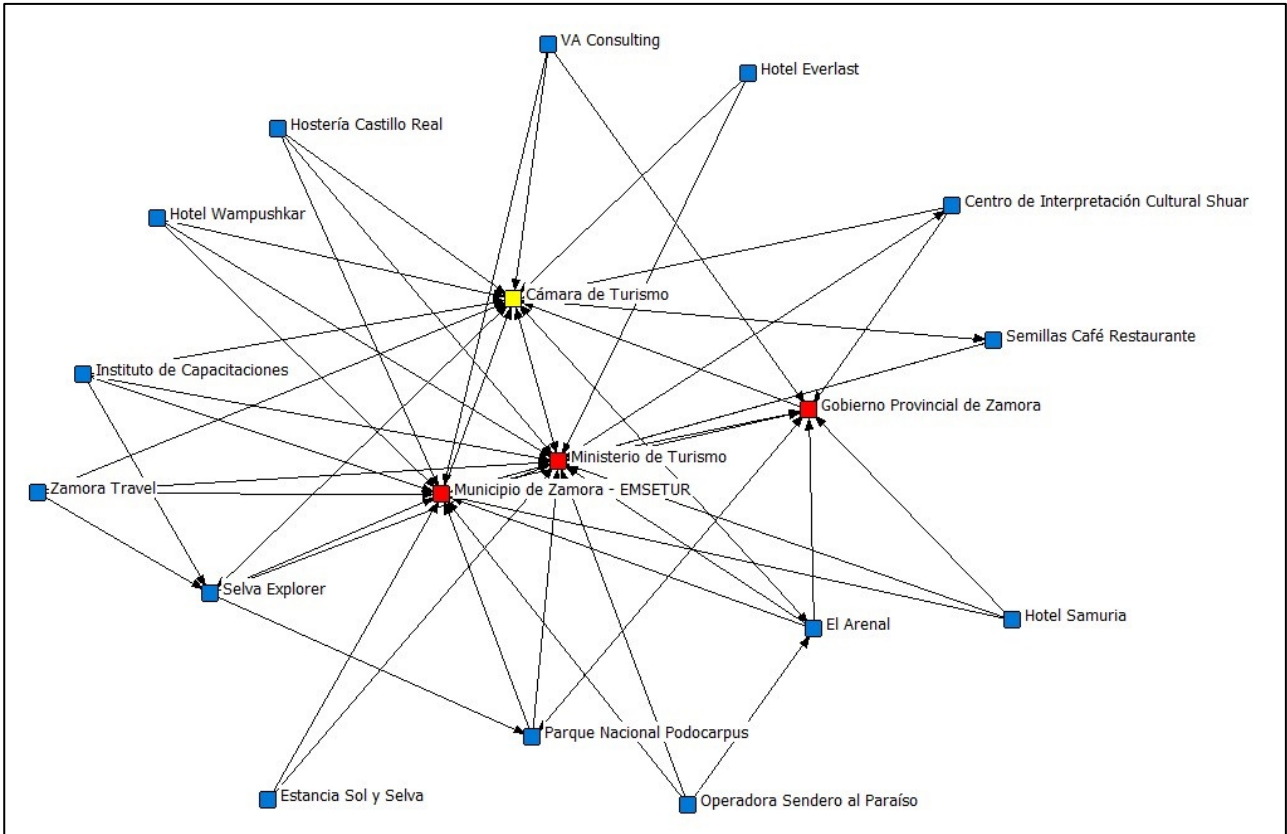 VA Consulting
Hotel Everlast
Hostería Castillo Real
Centro de Interpretación Cultural Shuar
Hotel Wampushkar
Cámara de Turismo
Semillas Café Restaurante
Instituto de Capacitaciones
Gobierno Provincial de Zamora
Ministerio de Turismo
Zamora Travel
Municipio de Zamora - EMSETUR
Selva Explorer
Hotel Samuria
El Arenal
Parque Nacional Podocarpus
Estancia Sol y Selva
Operadora Sendero al Paraíso